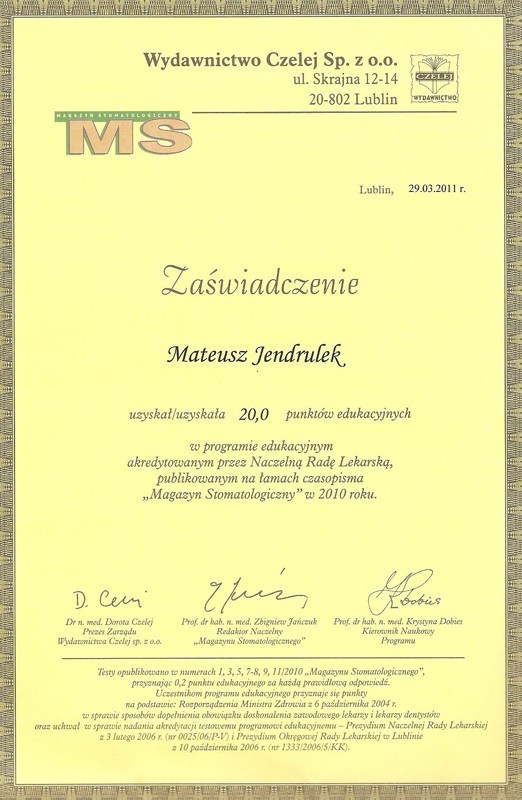 Wydawnictwo Czelej Sp. z o.o.
ul. Skrajna 12-14
20-802 Lublin
CZELEJ
WYDAWNICTWO
MAGAZYN STOMATOLOGICZNY
MS
Lublin, 29.03.2011 r.
Zaświadczenie
Mateusz Jendrulek
uzyskał/uzyskała 20,0 punktów edukacyjnych
w programie edukacyjnym
akredytowanym przez Naczelną Radę Lekarską,
publikowanym na łamach czasopisma
„Magazyn Stomatologiczny” w 2010 roku.
Dr n. med. Dorota Czelej
Prezes Zarządu
Wydawnictwa Czelej sp. z o.o.
Prof. dr hab. n. med. Zbigniew Jańczuk
Redaktor Naczelny
„Magazynu Stomatologicznego”
Prof. dr hab. n. med. Krystyna Dobies
Kierownik Naukowy
Programu
Testy opublikowano w numerach 1, 3, 5, 7-8, 9, 11/2010 „Magazynu Stomatologicznego”,
przyznając 0,2 punktu edukacyjnego za każdą prawidłową odpowiedź.
Uczestnikom programu edukacyjnego przyznaje się punkty
na podstawie: Rozporządzenia Ministra Zdrowia z 6 października 2004 r.
w sprawie sposobów dopełnienia obowiązku doskonalenia zawodowego lekarzy i lekarzy dentystów
oraz uchwał w sprawie nadania akredytacji testowemu programowi edukacyjnemu – Prezydium Naczelnej Rady Lekarskiej
z 3 lutego 2006 r. (nr 0025/06/P-V) i Prezydium Okręgowej Rady Lekarskiej w Lublinie
z 10 października 2006 r. (nr 1333/2006/5/KK).